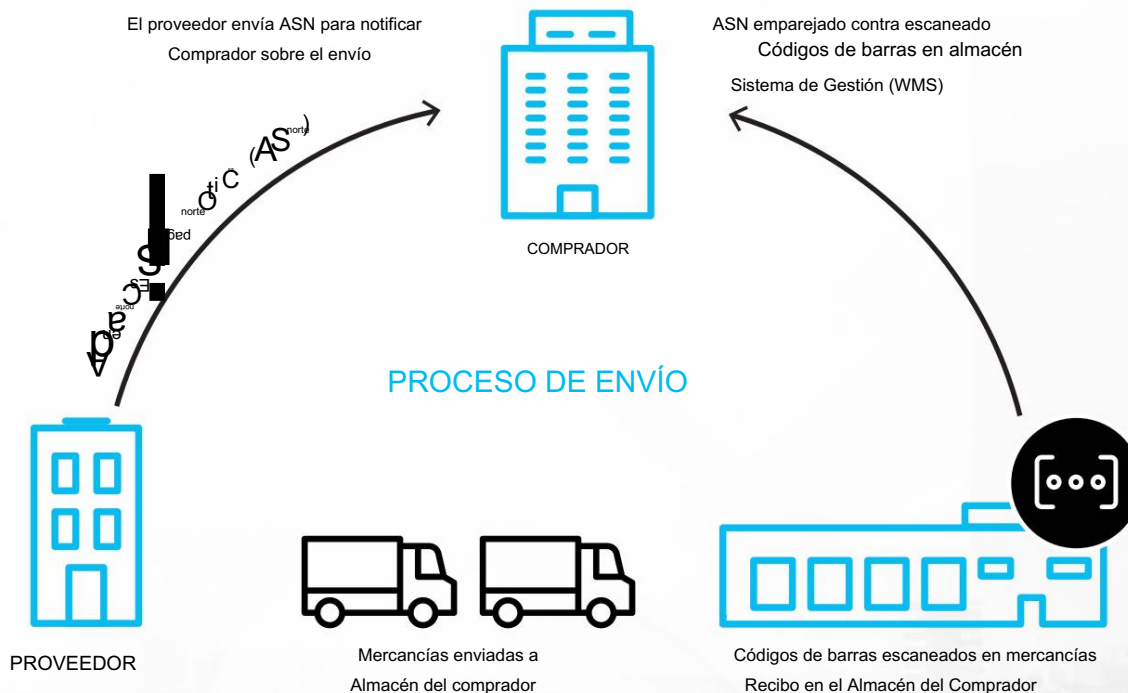 El proveedor envía ASN para notificar
Comprador sobre el envío
ASN emparejado contra escaneado
Códigos de barras en almacén
Sistema de Gestión (WMS)
COMPRADOR
PROCESO DE ENVÍO
PROVEEDOR
Mercancías enviadas a
Almacén del comprador
Códigos de barras escaneados en mercancías
Recibo en el Almacén del Comprador